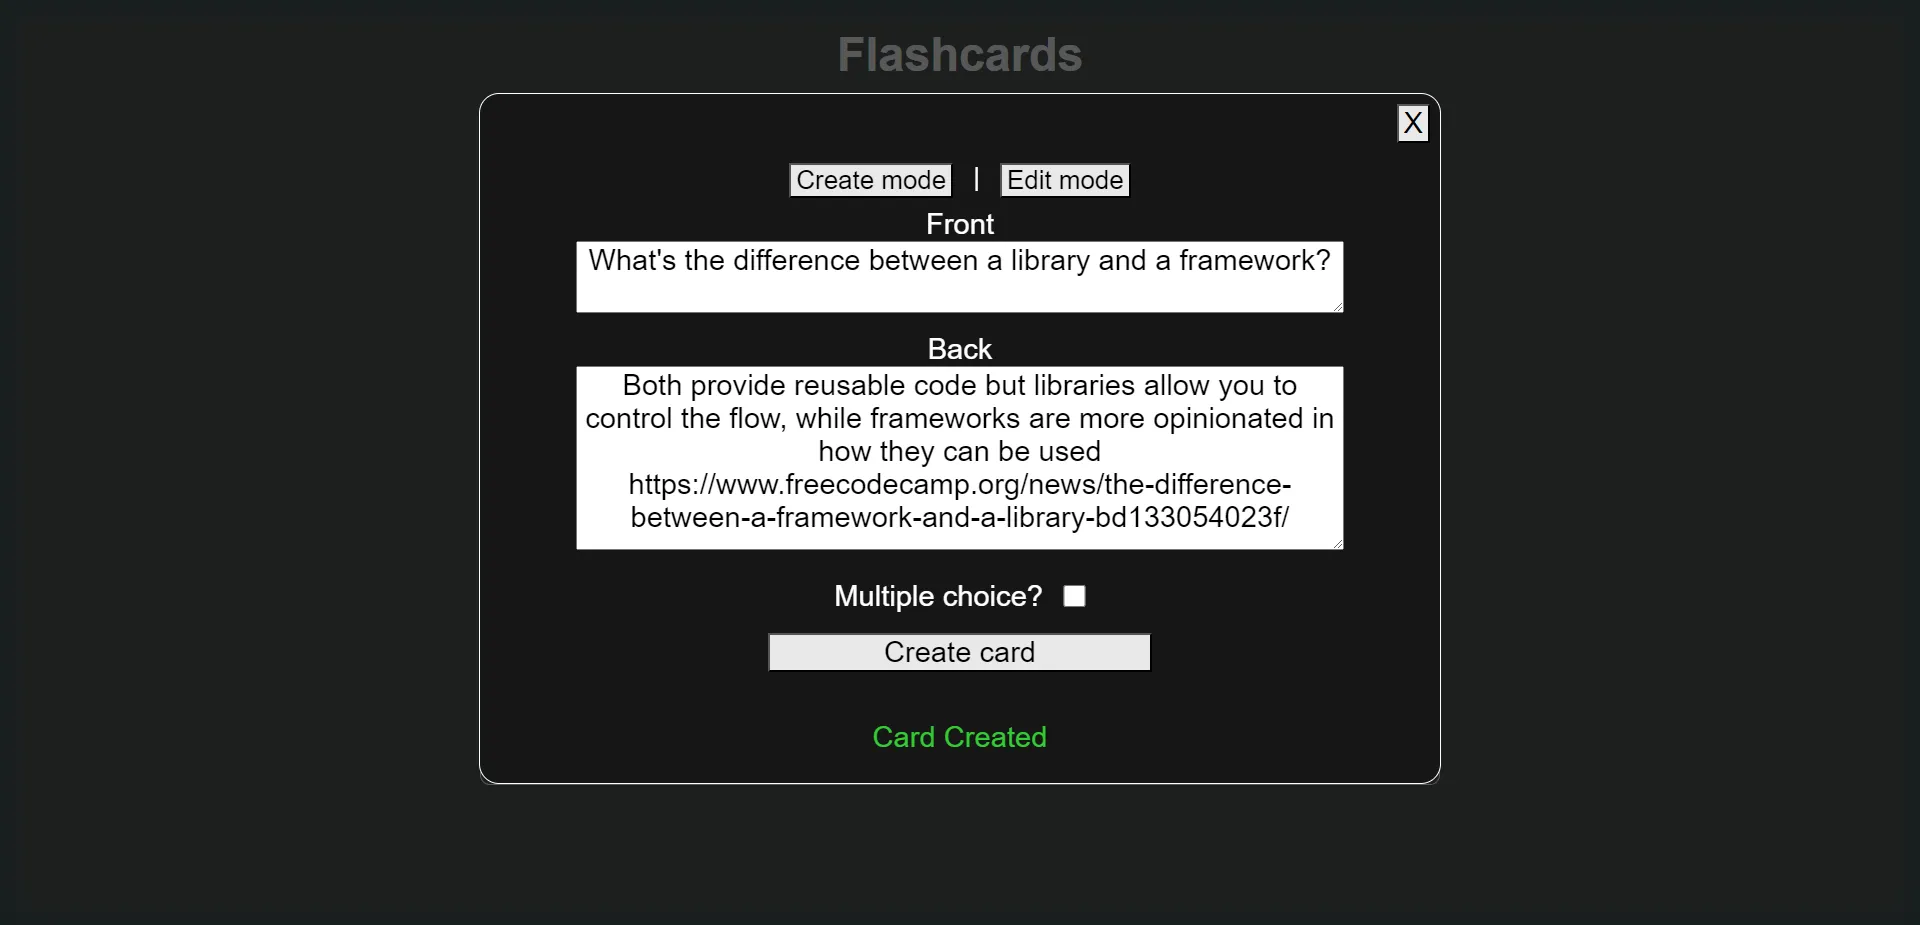 Flashcards
X
Create mode | Edit mode
Front
What's the difference between a library and a framework?
Back
Both provide reusable code but libraries allow you to
control the flow, while frameworks are more opinionated in
how they can be used
https://www.freecodecamp.org/news/the-difference-
between-a-framework-and-a-library-bd133054023f/
Multiple choice?
Create card
Card Created